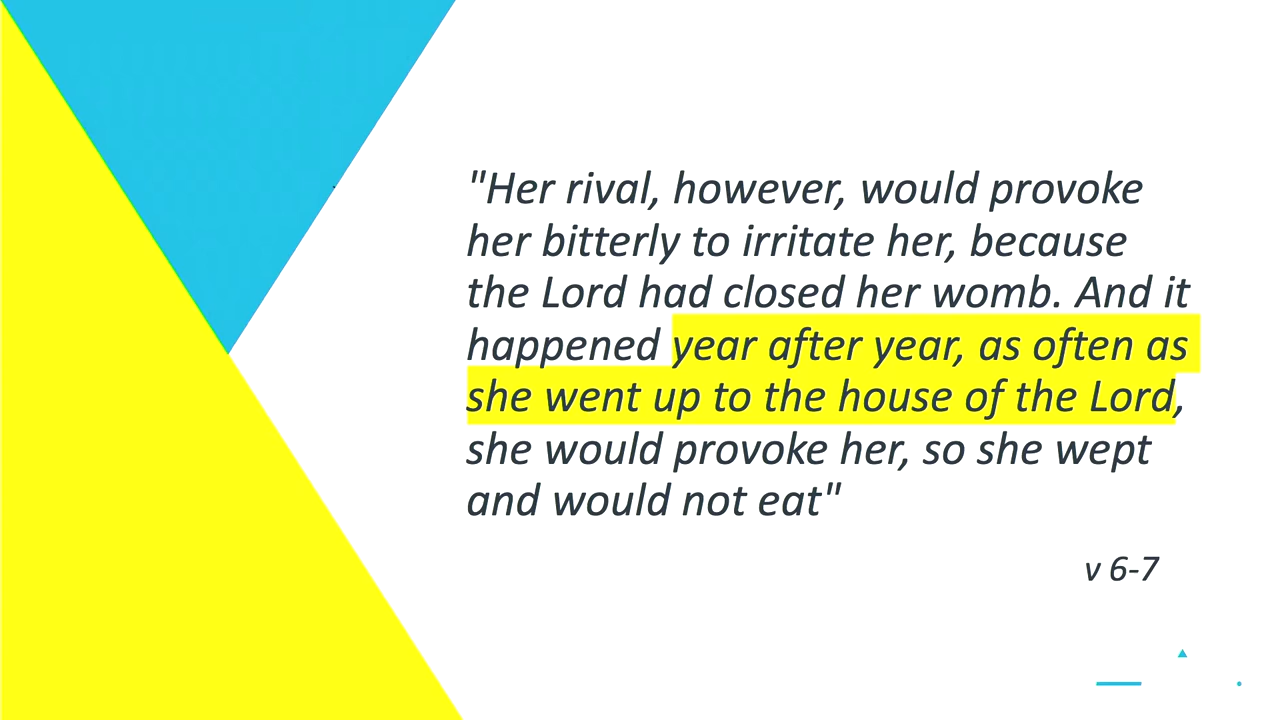 "Her rival, however, would provoke
her bitterly to irritate her, because
the Lord had closed her womb. And it
happened year after year, as often as
she went up to the house of the Lord,
she would provoke her, so she wept
and would not eat"
v 6-7